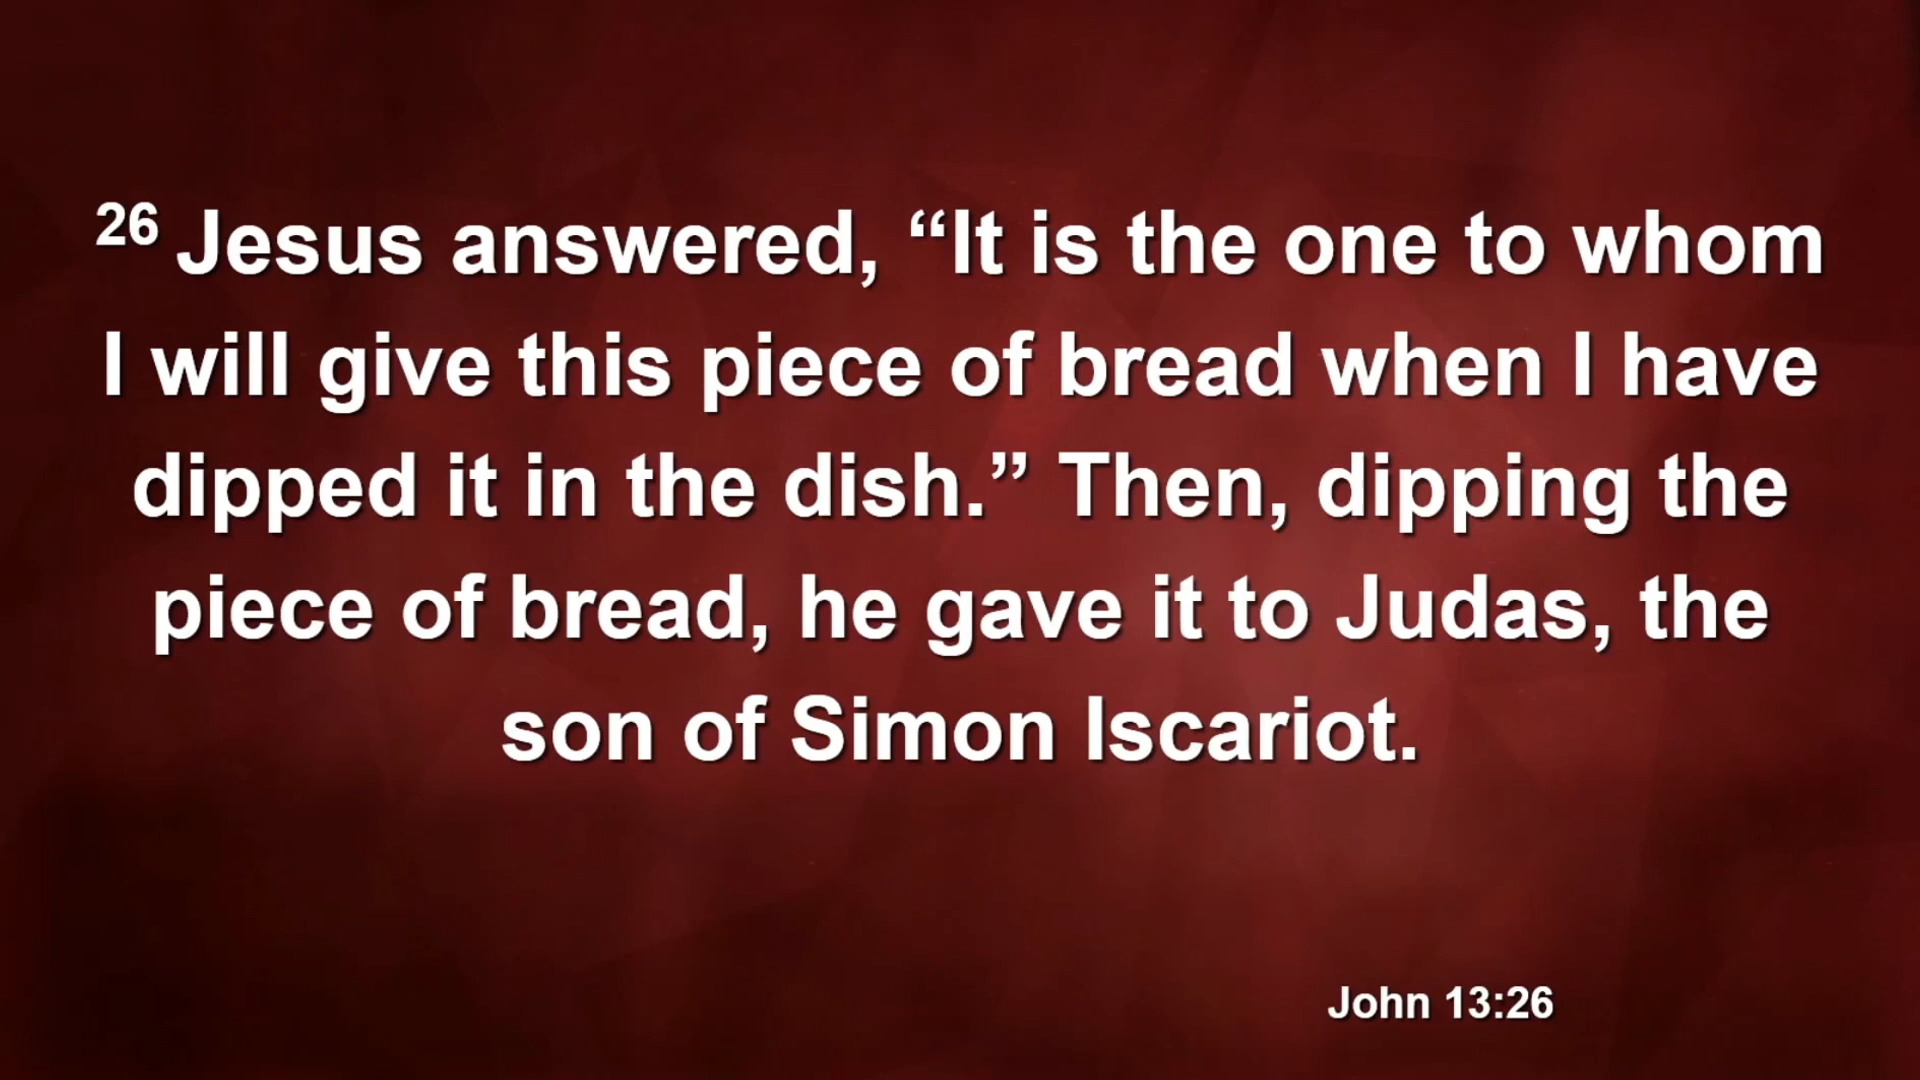 26 Jesus answered, “It is the one to whom
I will give this piece of bread when I have
dipped it in the dish.” Then, dipping the
piece of bread, he gave it to Judas, the
son of Simon Iscariot.
John 13:26